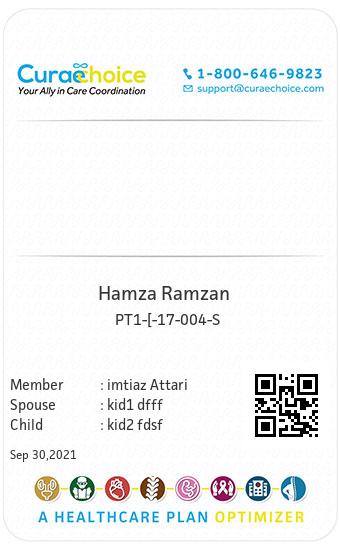 Curaechoice
Your Ally in Care Coordination
1-800-646-9823
support@curaechoice.com
Hamza Ramzan
PT1-[-17-004-S
Member : imtiaz Attari
Spouse : kid1 dfff
Child : kid2 fdsf
Sep 30,2021
A HEALTHCARE PLAN OPTIMIZER